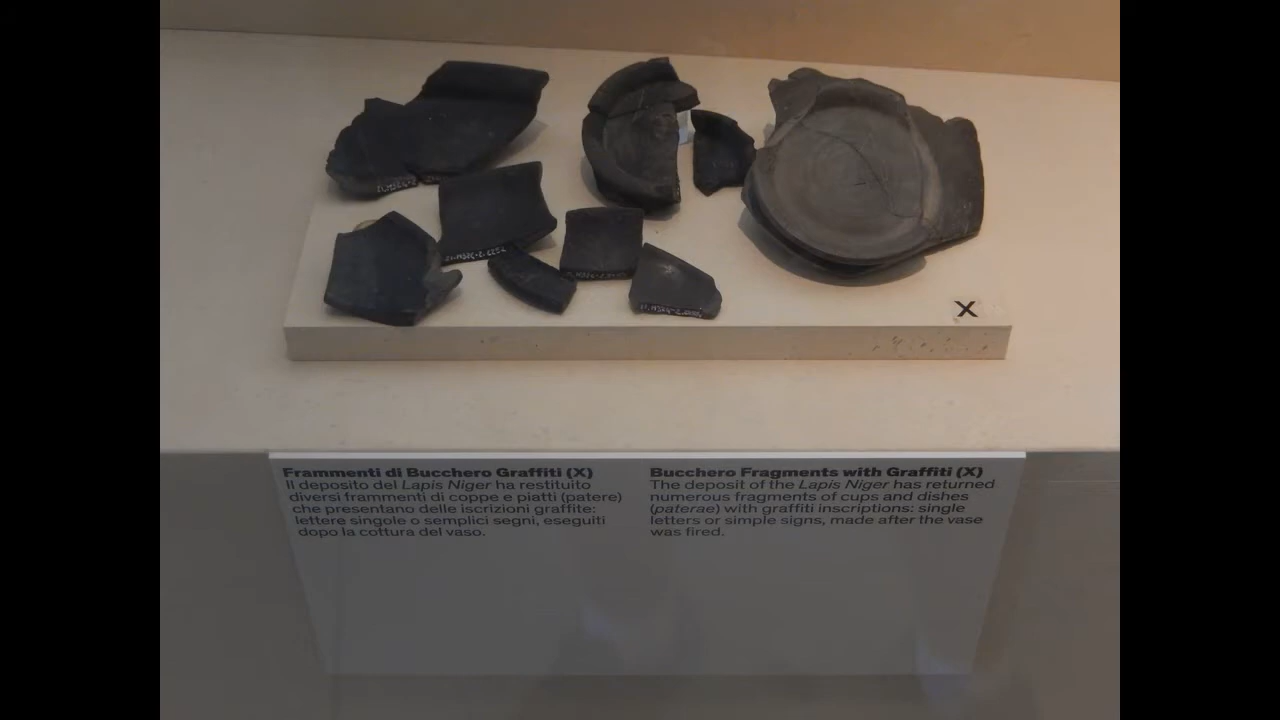 X
Frammenti di Bucchero Graffiti (X)
Il deposito del Lapis Niger ha restituito
diversi frammenti di coppe e piatti (patere)
che presentano delle iscrizioni graffite:
lettere singole o semplici segni, eseguiti
dopo la cottura del vaso.
Bucchero Fragments with Graffiti (X)
The deposit of the Lapis Niger has returned
numerous fragments of cups and dishes
(paterae) with graffiti inscriptions: single
letters or simple signs, made after the vase
was fired.